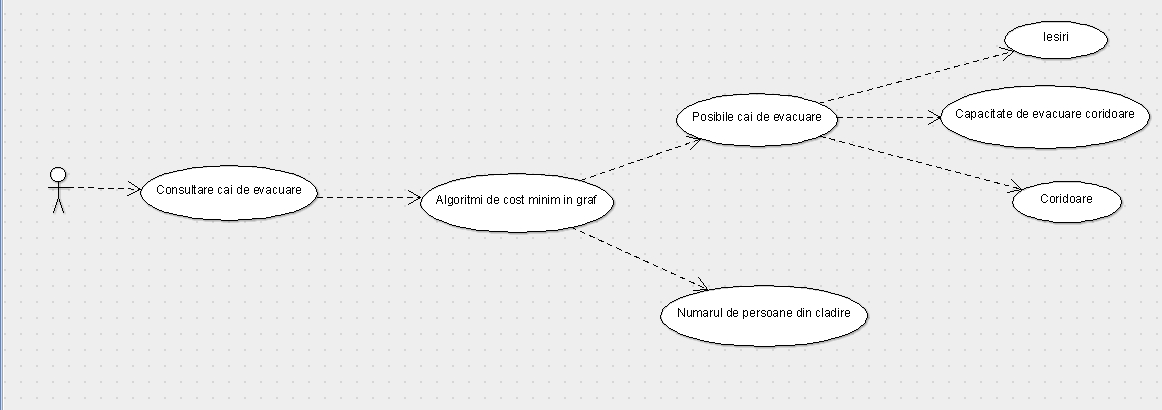 Iesiri
Posibile cai de evacuare
Capacitate de evacuare coridoare
Consultare cai de evacuare
Algoritmi de cost minim in graf
Coridoare
Numarul de persoane din cladire